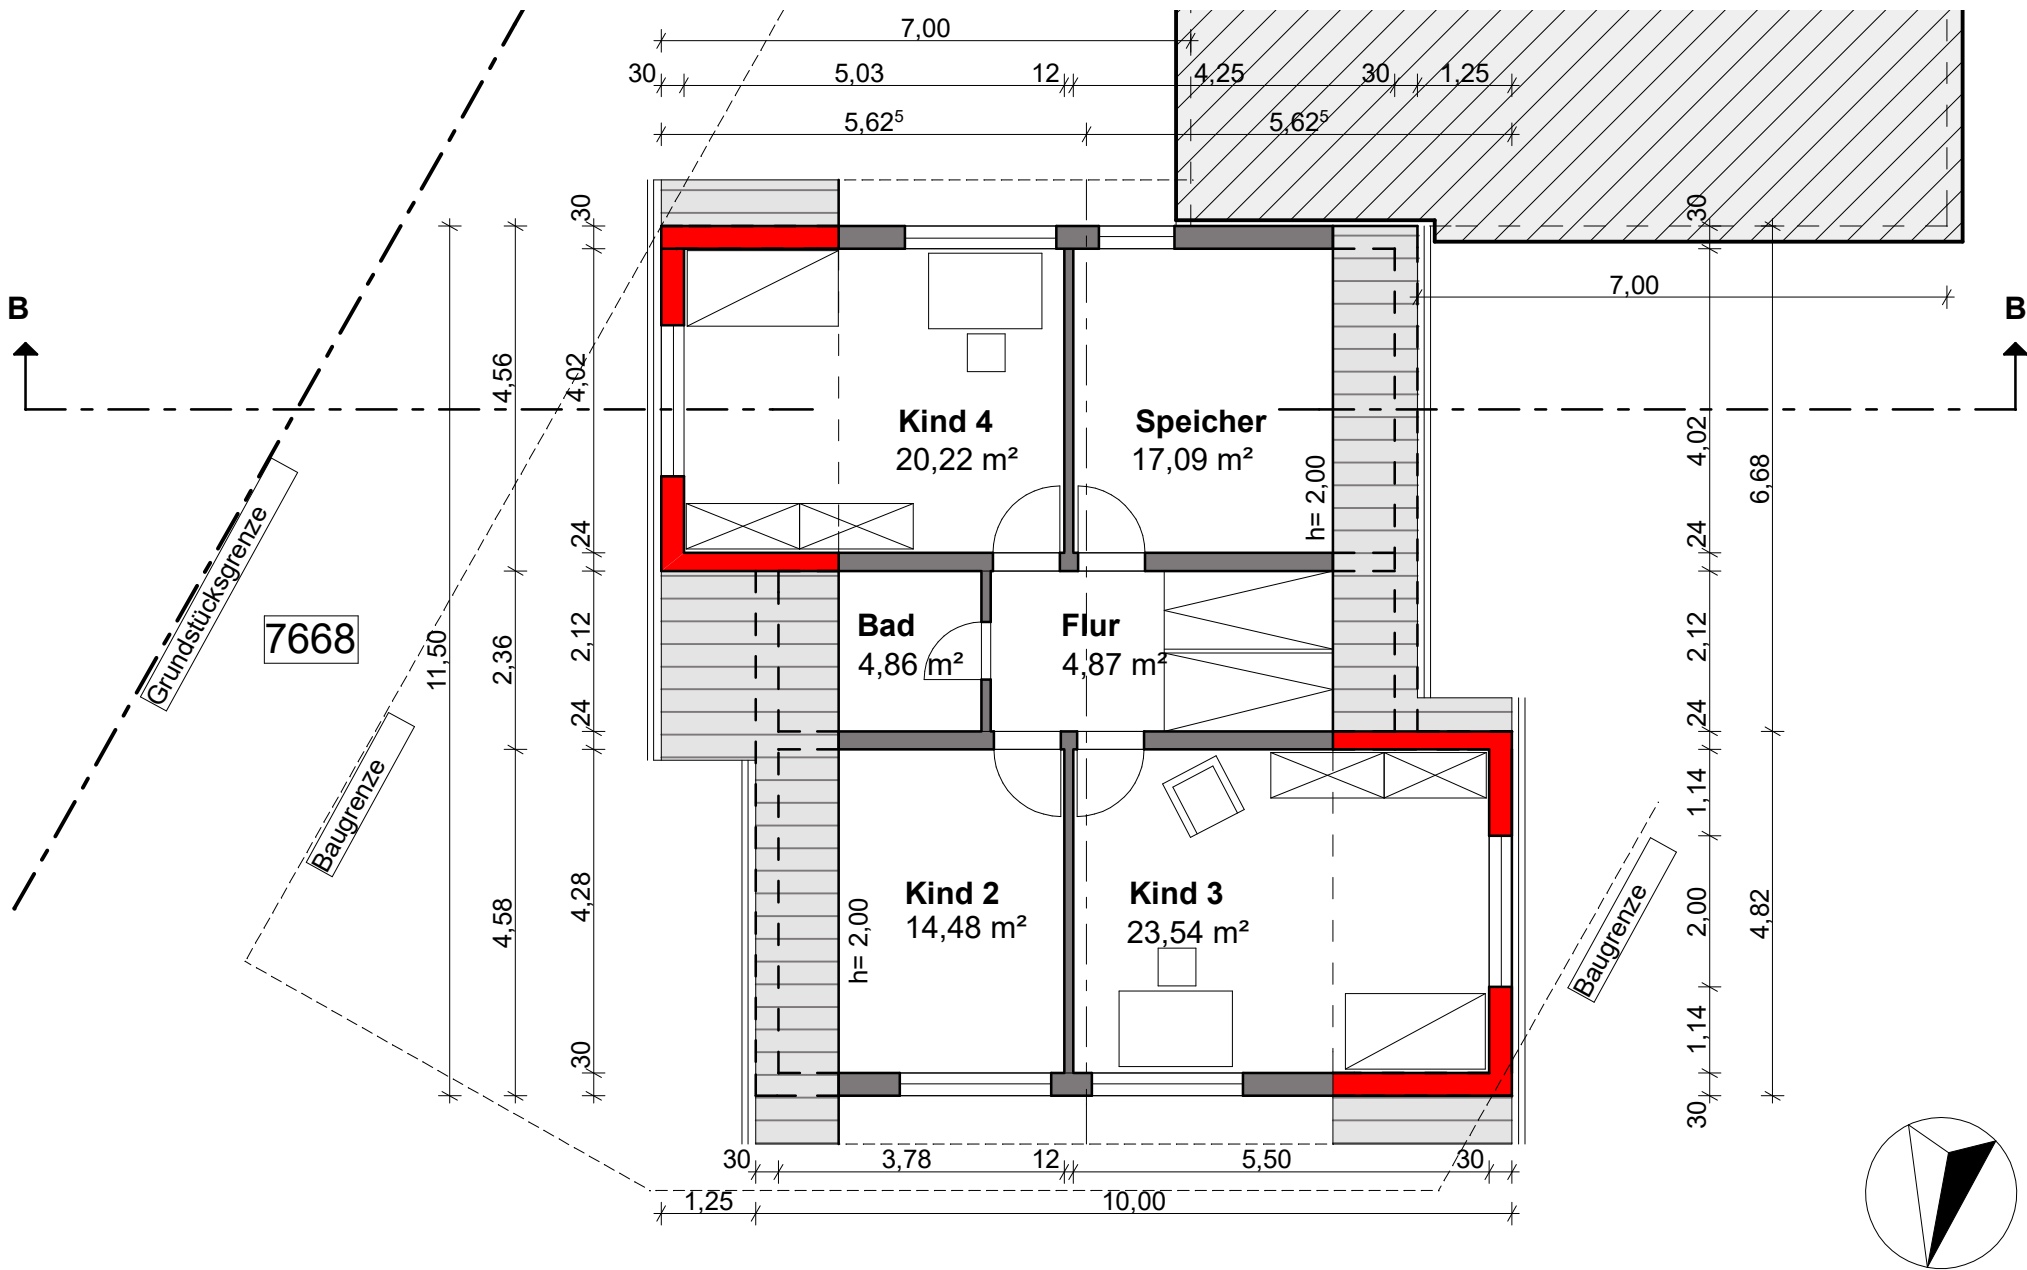 7,00
30 5,03 12 4,25 30 1,25
5,62⁵ 5,62⁵
30
30
B
B
7,00
4,56
4,02
Kind 4
20,22 m²
Speicher
17,09 m²
h= 2,00
4,02
6,68
24
24
Grundstücksgrenze
7668
11,50
2,36
2,12
Bad
4,86 m²
Flur
4,87 m²
2,12
24
24
Baugrenze
1,14
4,58
4,28
h= 2,00
Kind 2
14,48 m²
Kind 3
23,54 m²
2,00
4,82
Baugrenze
1,14
30
30
30 3,78 12 5,50 30
1,25 10,00